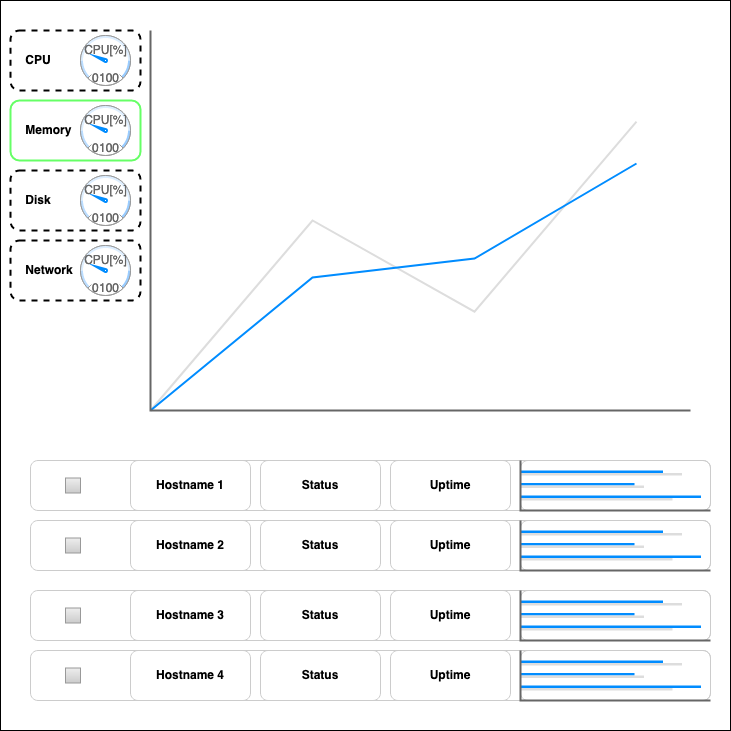 CPU
CPU[%]
0100
Memory
CPU[%]
0100
Disk
CPU[%]
0100
Network
CPU[%]
0100
Hostname 1 Status Uptime
Hostname 2 Status Uptime
Hostname 3 Status Uptime
Hostname 4 Status Uptime